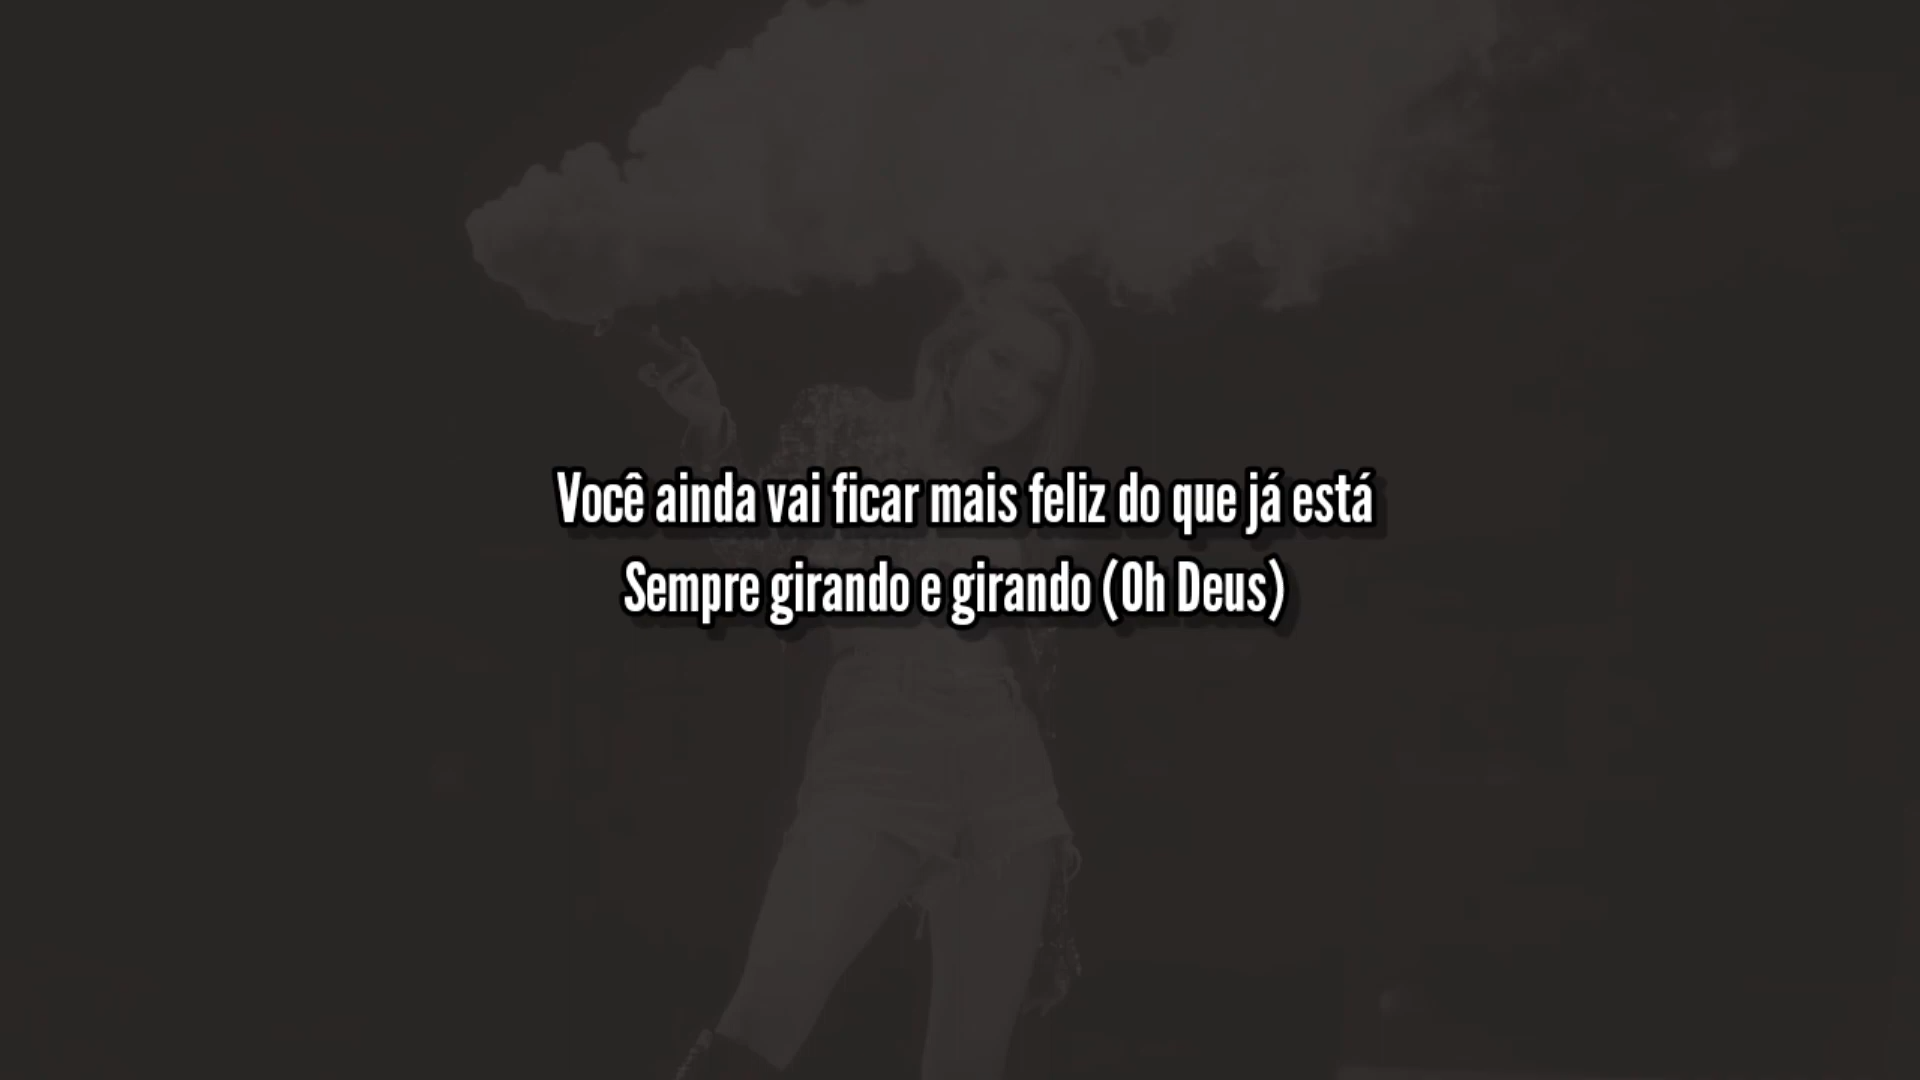 Você ainda vai ficar mais feliz do que já está
Sempre girando e girando (Oh Deus)